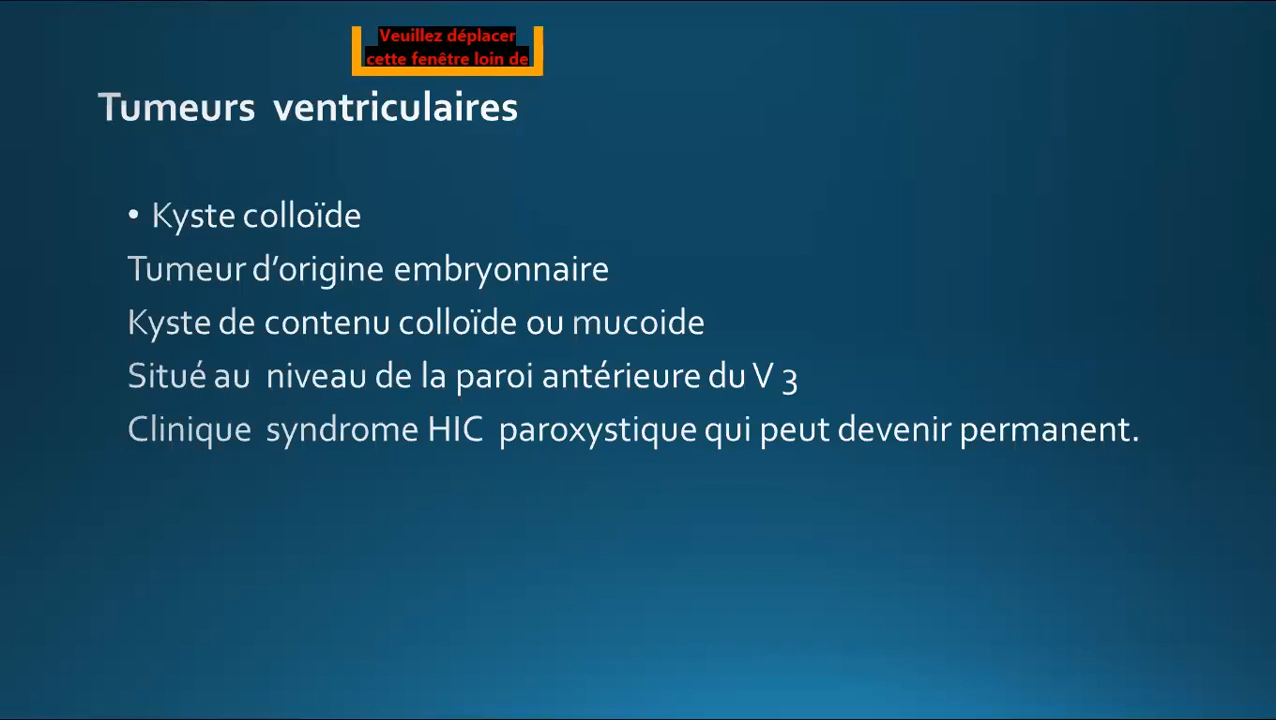 Veuillez déplacer
cette fenêtre loin de
Tumeurs ventriculaires
• Kyste colloïde
Tumeur d’origine embryonnaire
Kyste de contenu colloïde ou mucoide
Situé au niveau de la paroi antérieure du V 3
Clinique syndrome HIC paroxystique qui peut devenir permanent.